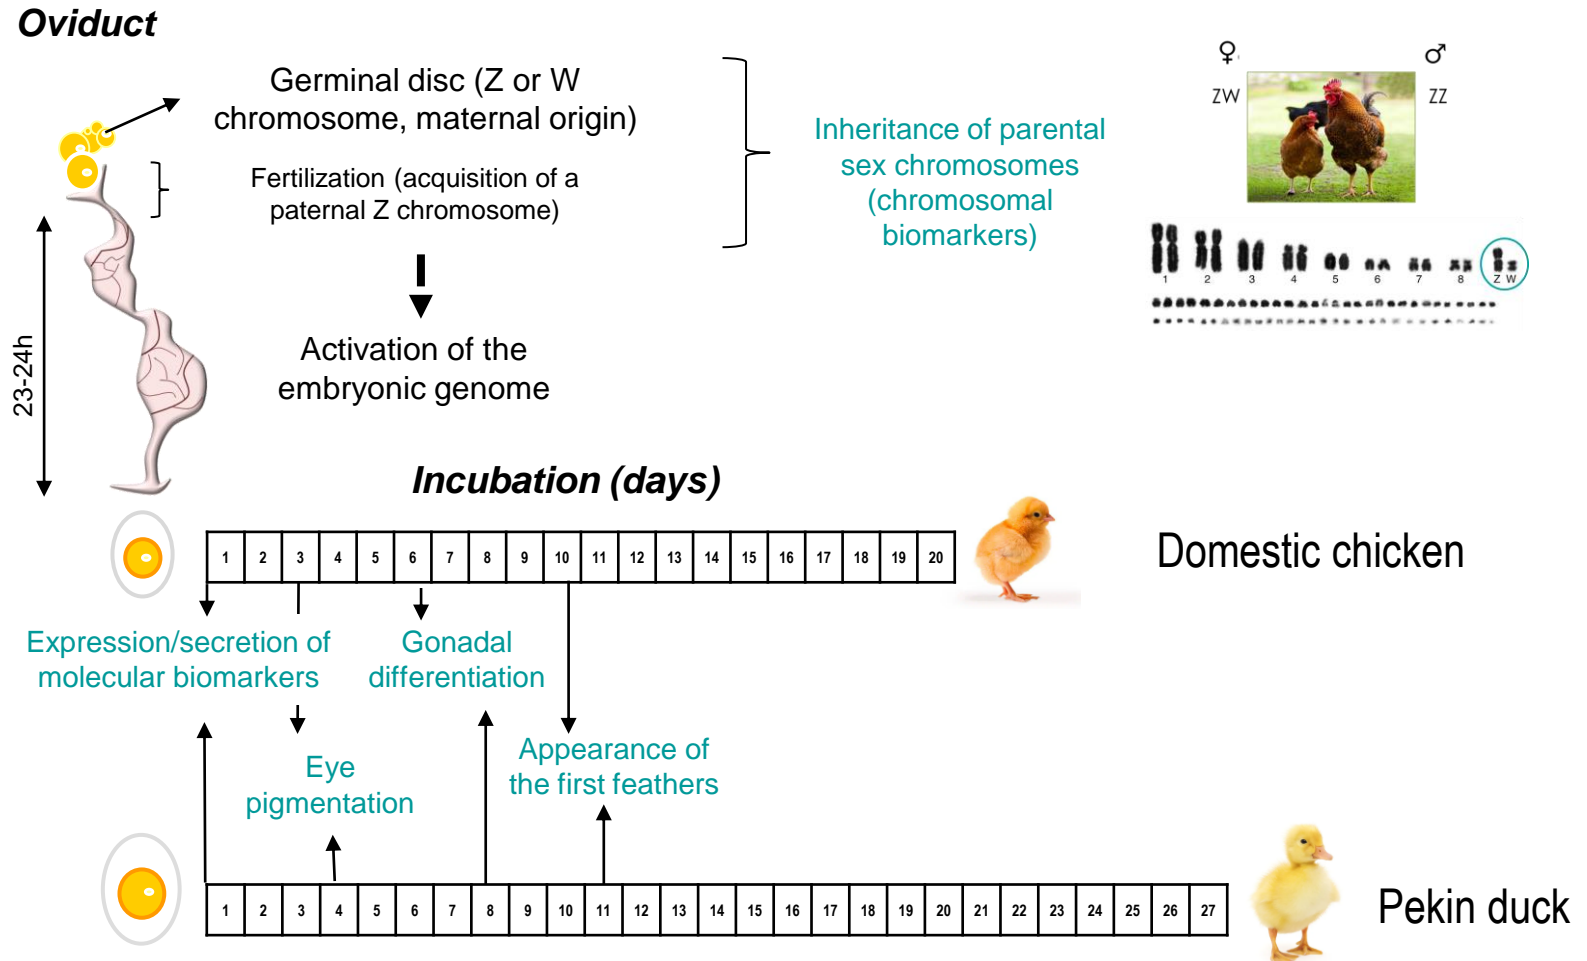 Oviduct
Germinal disc (Z or W
chromosome, maternal origin)
Fertilization (acquisition of a
paternal Z chromosome)
Inheritance of parental
sex chromosomes
(chromosomal
biomarkers)
♀ ♂
ZW ZZ
1 2 3 4 5 6 7 8 Z W
23-24h
Activation of the
embryonic genome
Incubation (days)
1 2 3 4 5 6 7 8 9 10 11 12 13 14 15 16 17 18 19 20
Domestic chicken
Expression/secretion of
molecular biomarkers
Gonadal
differentiation
Eye
pigmentation
Appearance of
the first feathers
1 2 3 4 5 6 7 8 9 10 11 12 13 14 15 16 17 18 19 20 21 22 23 24 25 26 27
Pekin duck